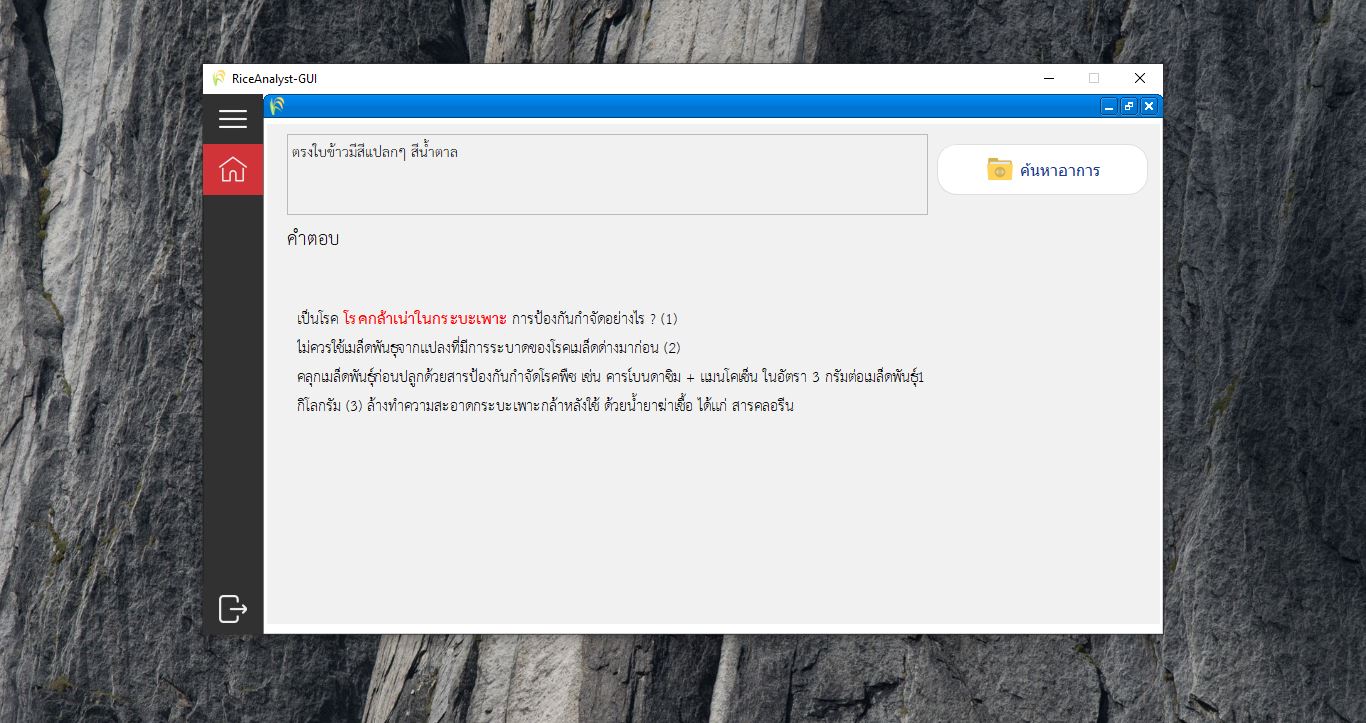 RiceAnalyst-GUI
ตรงใบข้าวมีสีแปลกๆ สีน้ำตาล
ค้นหาอาการ
คำตอบ
เป็นโรค โรคกล้าเน่าในกระบะเพาะ การป้องกันกำจัดอย่างไร ? (1)
ไม่ควรใช้เมล็ดพันธุ์จากแปลงที่มีการระบาดของโรคเมล็ดด่างมาก่อน (2)
คลุกเมล็ดพันธุ์ก่อนปลูกด้วยสารป้องกันกำจัดโรคพืช เช่น คาร์เบนดาซิม + แมนโคเซ็น ในอัตรา 3 กรัมต่อเมล็ดพันธุ์1
กิโลกรัม (3) ล้างทำความสะอาดกระบะเพาะกล้าหลังใช้ ด้วยน้ำยาฆ่าเชื้อ ได้แก่ สารคลอรีน